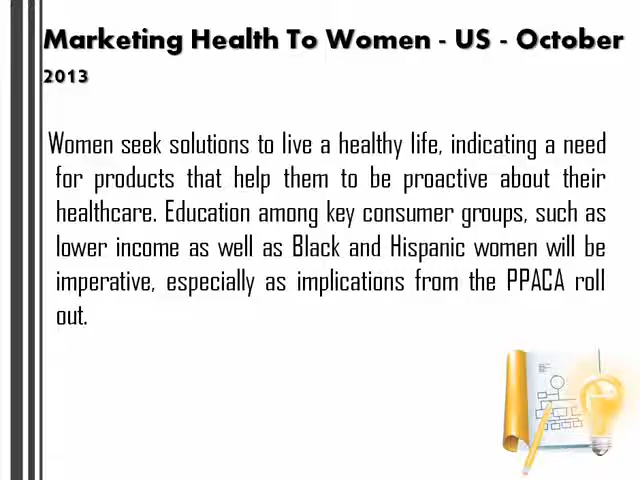 Marketing Health To Women - US - October
2013
Women seek solutions to live a healthy life, indicating a need
for products that help them to be proactive about their
healthcare. Education among key consumer groups, such as
lower income as well as Black and Hispanic women will be
imperative, especially as implications from the PPACA roll
out.